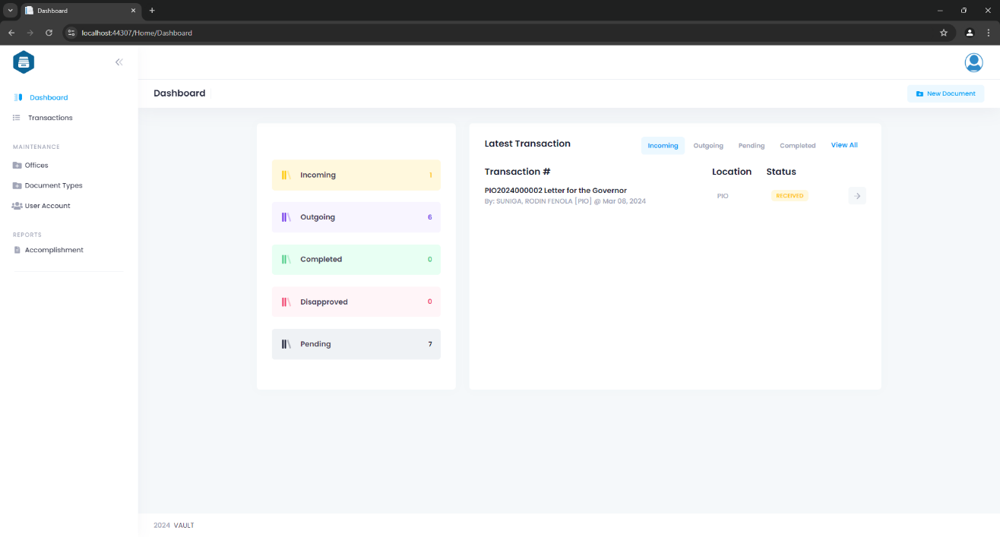 Dashboard
localhost:44307/Home/Dashboard
Dashboard
Transactions
MAINTENANCE
Offices
Document Types
User Account
REPORTS
Accomplishment
Dashboard
New Document
Incoming 1
Outgoing 6
Completed 0
Disapproved 0
Pending 7
Latest Transaction
Incoming Outgoing Pending Completed View All
Transaction # Location Status
PIO2024000002 Letter for the Governor
By: SUNIGA, RODIN FENOLA [PIO] @ Mar 08, 2024
PIO
RECEIVED
2024 VAULT